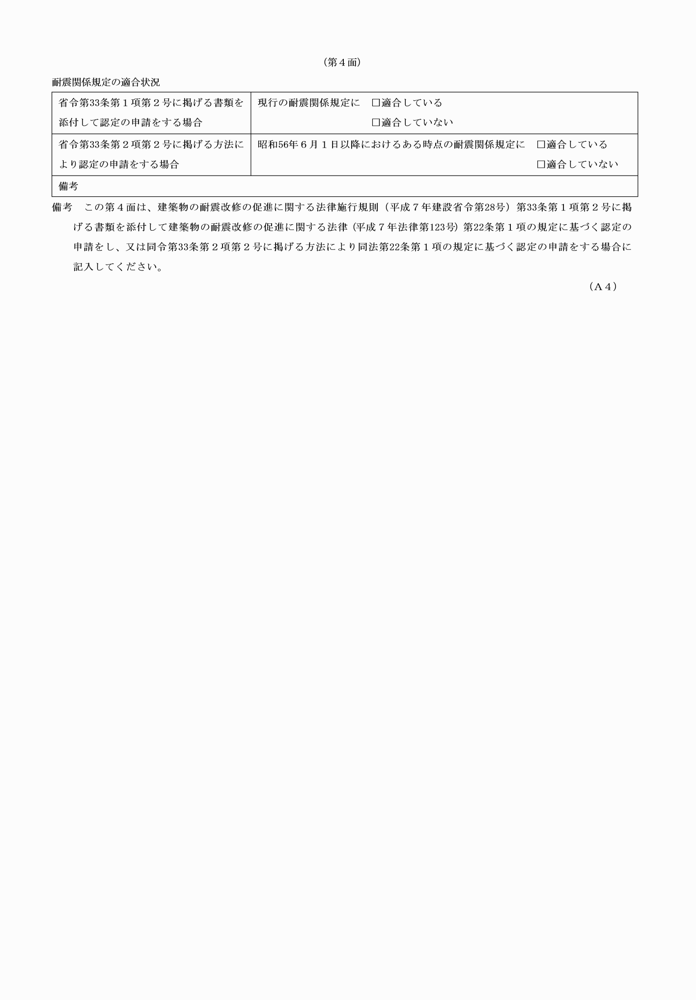 （第４面）
耐震関係規定の適合状況
省令第33条第１項第２号に掲げる書類を
添付して認定の申請をする場合
現行の耐震関係規定に　□適合している
□適合していない
省令第33条第２項第２号に掲げる方法に
より認定の申請をする場合
昭和56年６月１日以降におけるある時点の耐震関係規定に　□適合している
□適合していない
備考
備考　この第４面は、建築物の耐震改修の促進に関する法律施行規則（平成７年建設省令第28号）第33条第１項第２号に掲
げる書類を添付して建築物の耐震改修の促進に関する法律（平成７年法律第123号）第22条第１項の規定に基づく認定の
申請をし、又は同令第33条第２項第２号に掲げる方法により同法第22条第１項の規定に基づく認定の申請をする場合に
記入してください。
（Ａ４）